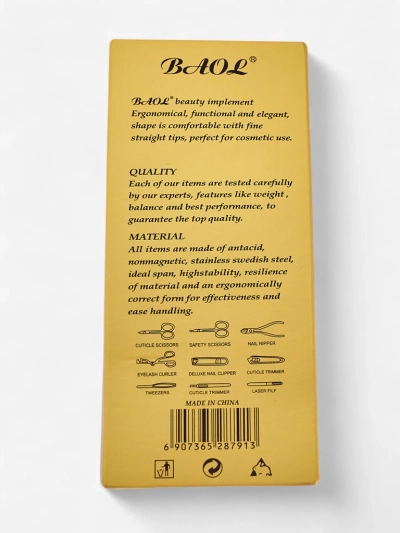 BAOL®
BAOL® beauty implement
Ergonomical, functional and elegant,
shape is comfortable with fine
straight tips, perfect for cosmetic use.
QUALITY
Each of our items are tested carefully
by our experts, features like weight ,
balance and best performance, to
guarantee the top quality.
MATERIAL
All items are made of antacid,
nonmagnetic, stainless swedish steel,
ideal span, highstability, resilience
of material and an ergonomically
correct form for effectiveness and
ease handling.
CUTICLE SCISSORS SAFETY SCISSORS NAIL NIPPER
EYELASH CURLER DELUXE NAIL CLIPPER CUTICLE TRIMMER
TWEEZERS CUTICLE TRIMMER LASER FILF
MADE IN CHINA
6 907365 287913